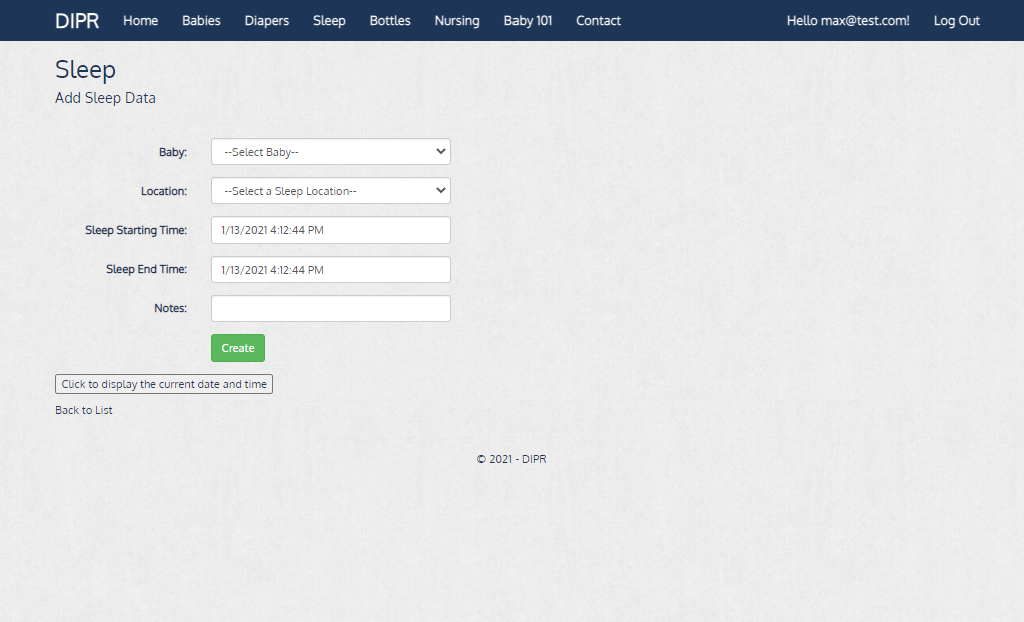 DIPR Home Babies Diapers Sleep Bottles Nursing Baby 101 Contact Hello max@test.com! Log Out
Sleep
Add Sleep Data
Baby: --Select Baby--
Location: --Select a Sleep Location--
Sleep Starting Time: 1/13/2021 4:12:44 PM
Sleep End Time: 1/13/2021 4:12:44 PM
Notes:
Create
Click to display the current date and time
Back to List
© 2021 - DIPR